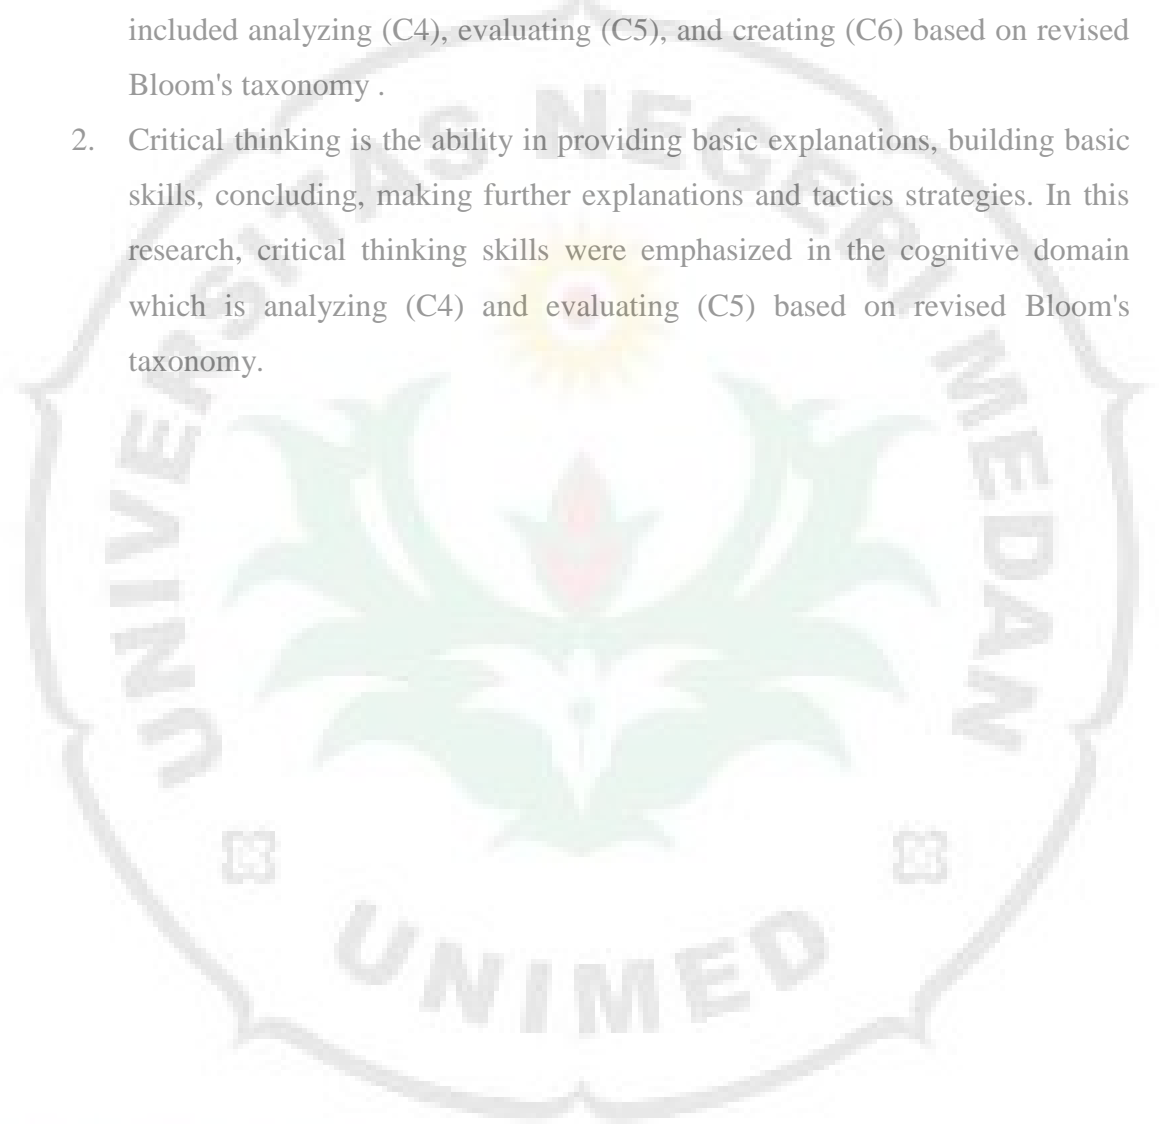 included analyzing (C4), evaluating (C5), and creating (C6) based on revised
Bloom's taxonomy .
2. Critical thinking is the ability in providing basic explanations, building basic
skills, concluding, making further explanations and tactics strategies. In this
research, critical thinking skills were emphasized in the cognitive domain
which is analyzing (C4) and evaluating (C5) based on revised Bloom's
taxonomy.
UNIVERSITAS NEGERI MEDAN
UNIMED